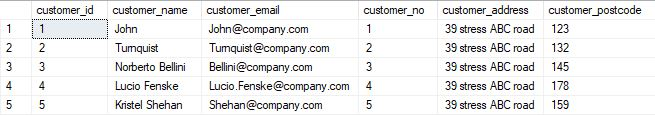 customer_id customer_name customer_email customer_no customer_address customer_postcode
1 1 John John@company.com 1 39 stress ABC road 123
2 2 Turnquist Turnquist@company.com 2 39 stress ABC road 132
3 3 Norberto Bellini Bellini@company.com 3 39 stress ABC road 145
4 4 Lucio Fenske Lucio.Fenske@company.com 4 39 stress ABC road 178
5 5 Kristel Shehan Shehan@company.com 5 39 stress ABC road 159